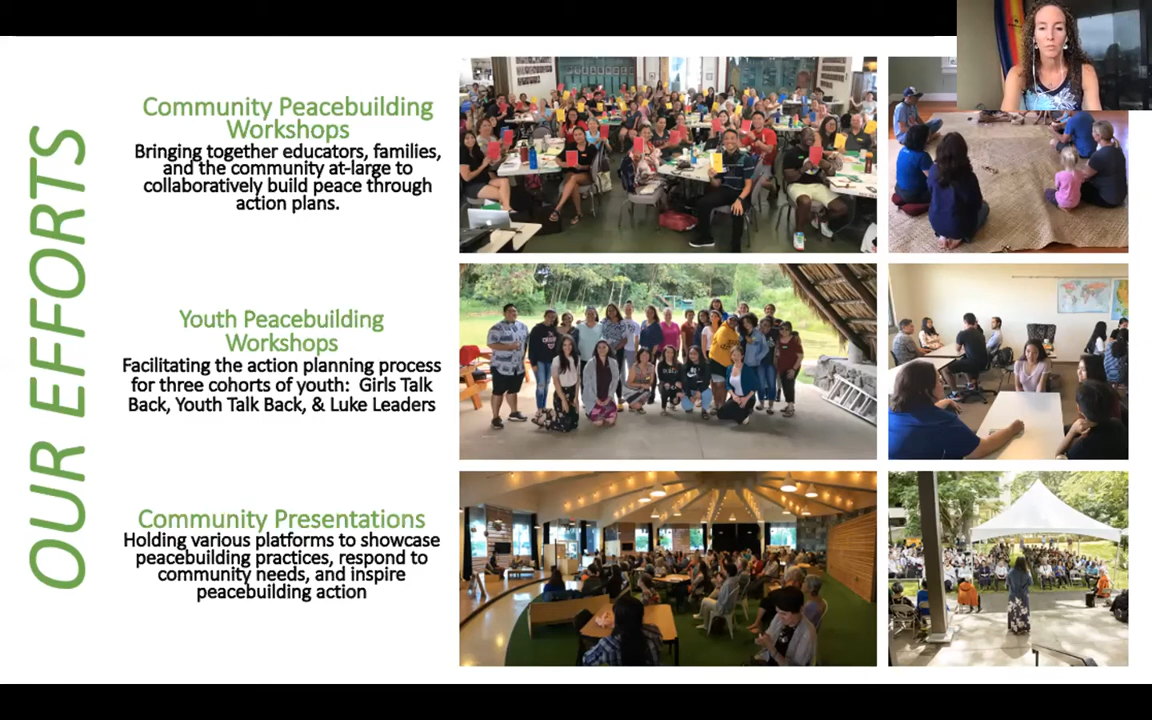 OUR EFFORTS
Community Peacebuilding
Workshops
Bringing together educators, families,
and the community at-large to
collaboratively build peace through
action plans.
Youth Peacebuilding
Workshops
Facilitating the action planning process
for three cohorts of youth: Girls Talk
Back, Youth Talk Back, & Luke Leaders
Community Presentations
Holding various platforms to showcase
peacebuilding practices, respond to
community needs, and inspire
peacebuilding action